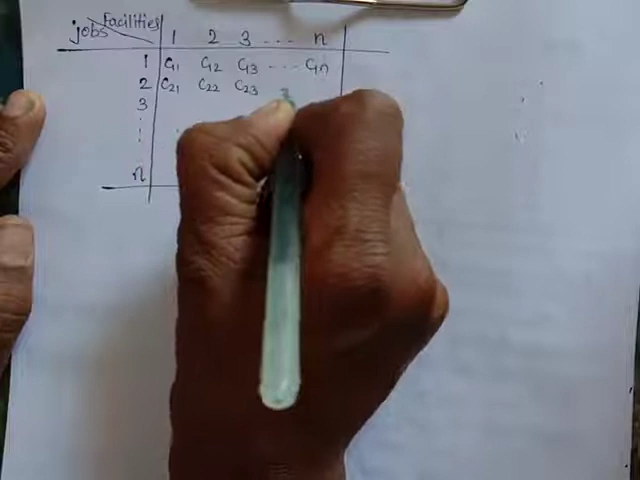 jobs Facilities 1 2 3 ... n
1 C11 C12 C13 ... C1n
2 C21 C22 C23
3
n